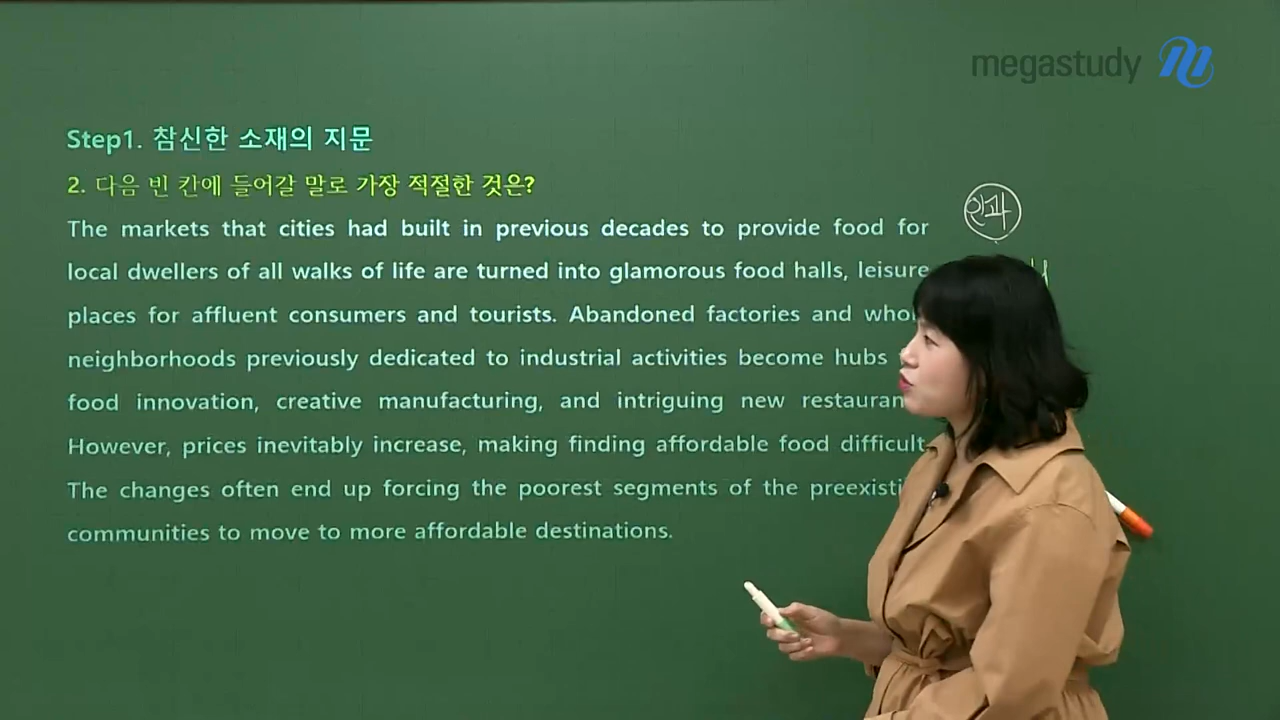 megastudy
Step1. 참신한 소재의 지문
2. 다음 빈 칸에 들어갈 말로 가장 적절한 것은?
인과
The markets that cities had built in previous decades to provide food for
local dwellers of all walks of life are turned into glamorous food halls, leisure
places for affluent consumers and tourists. Abandoned factories and
neighborhoods previously dedicated to industrial activities become hubs
food innovation, creative manufacturing, and intriguing new
However, prices inevitably increase, making finding affordable food difficult
The changes often end up forcing the poorest segments of the
communities to move to more affordable destinations.